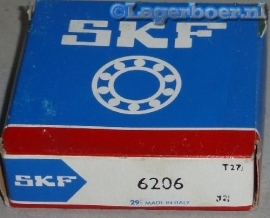 ©Lagerboer.nl
SKF
T27
SKF
6206
MADE IN ITALY